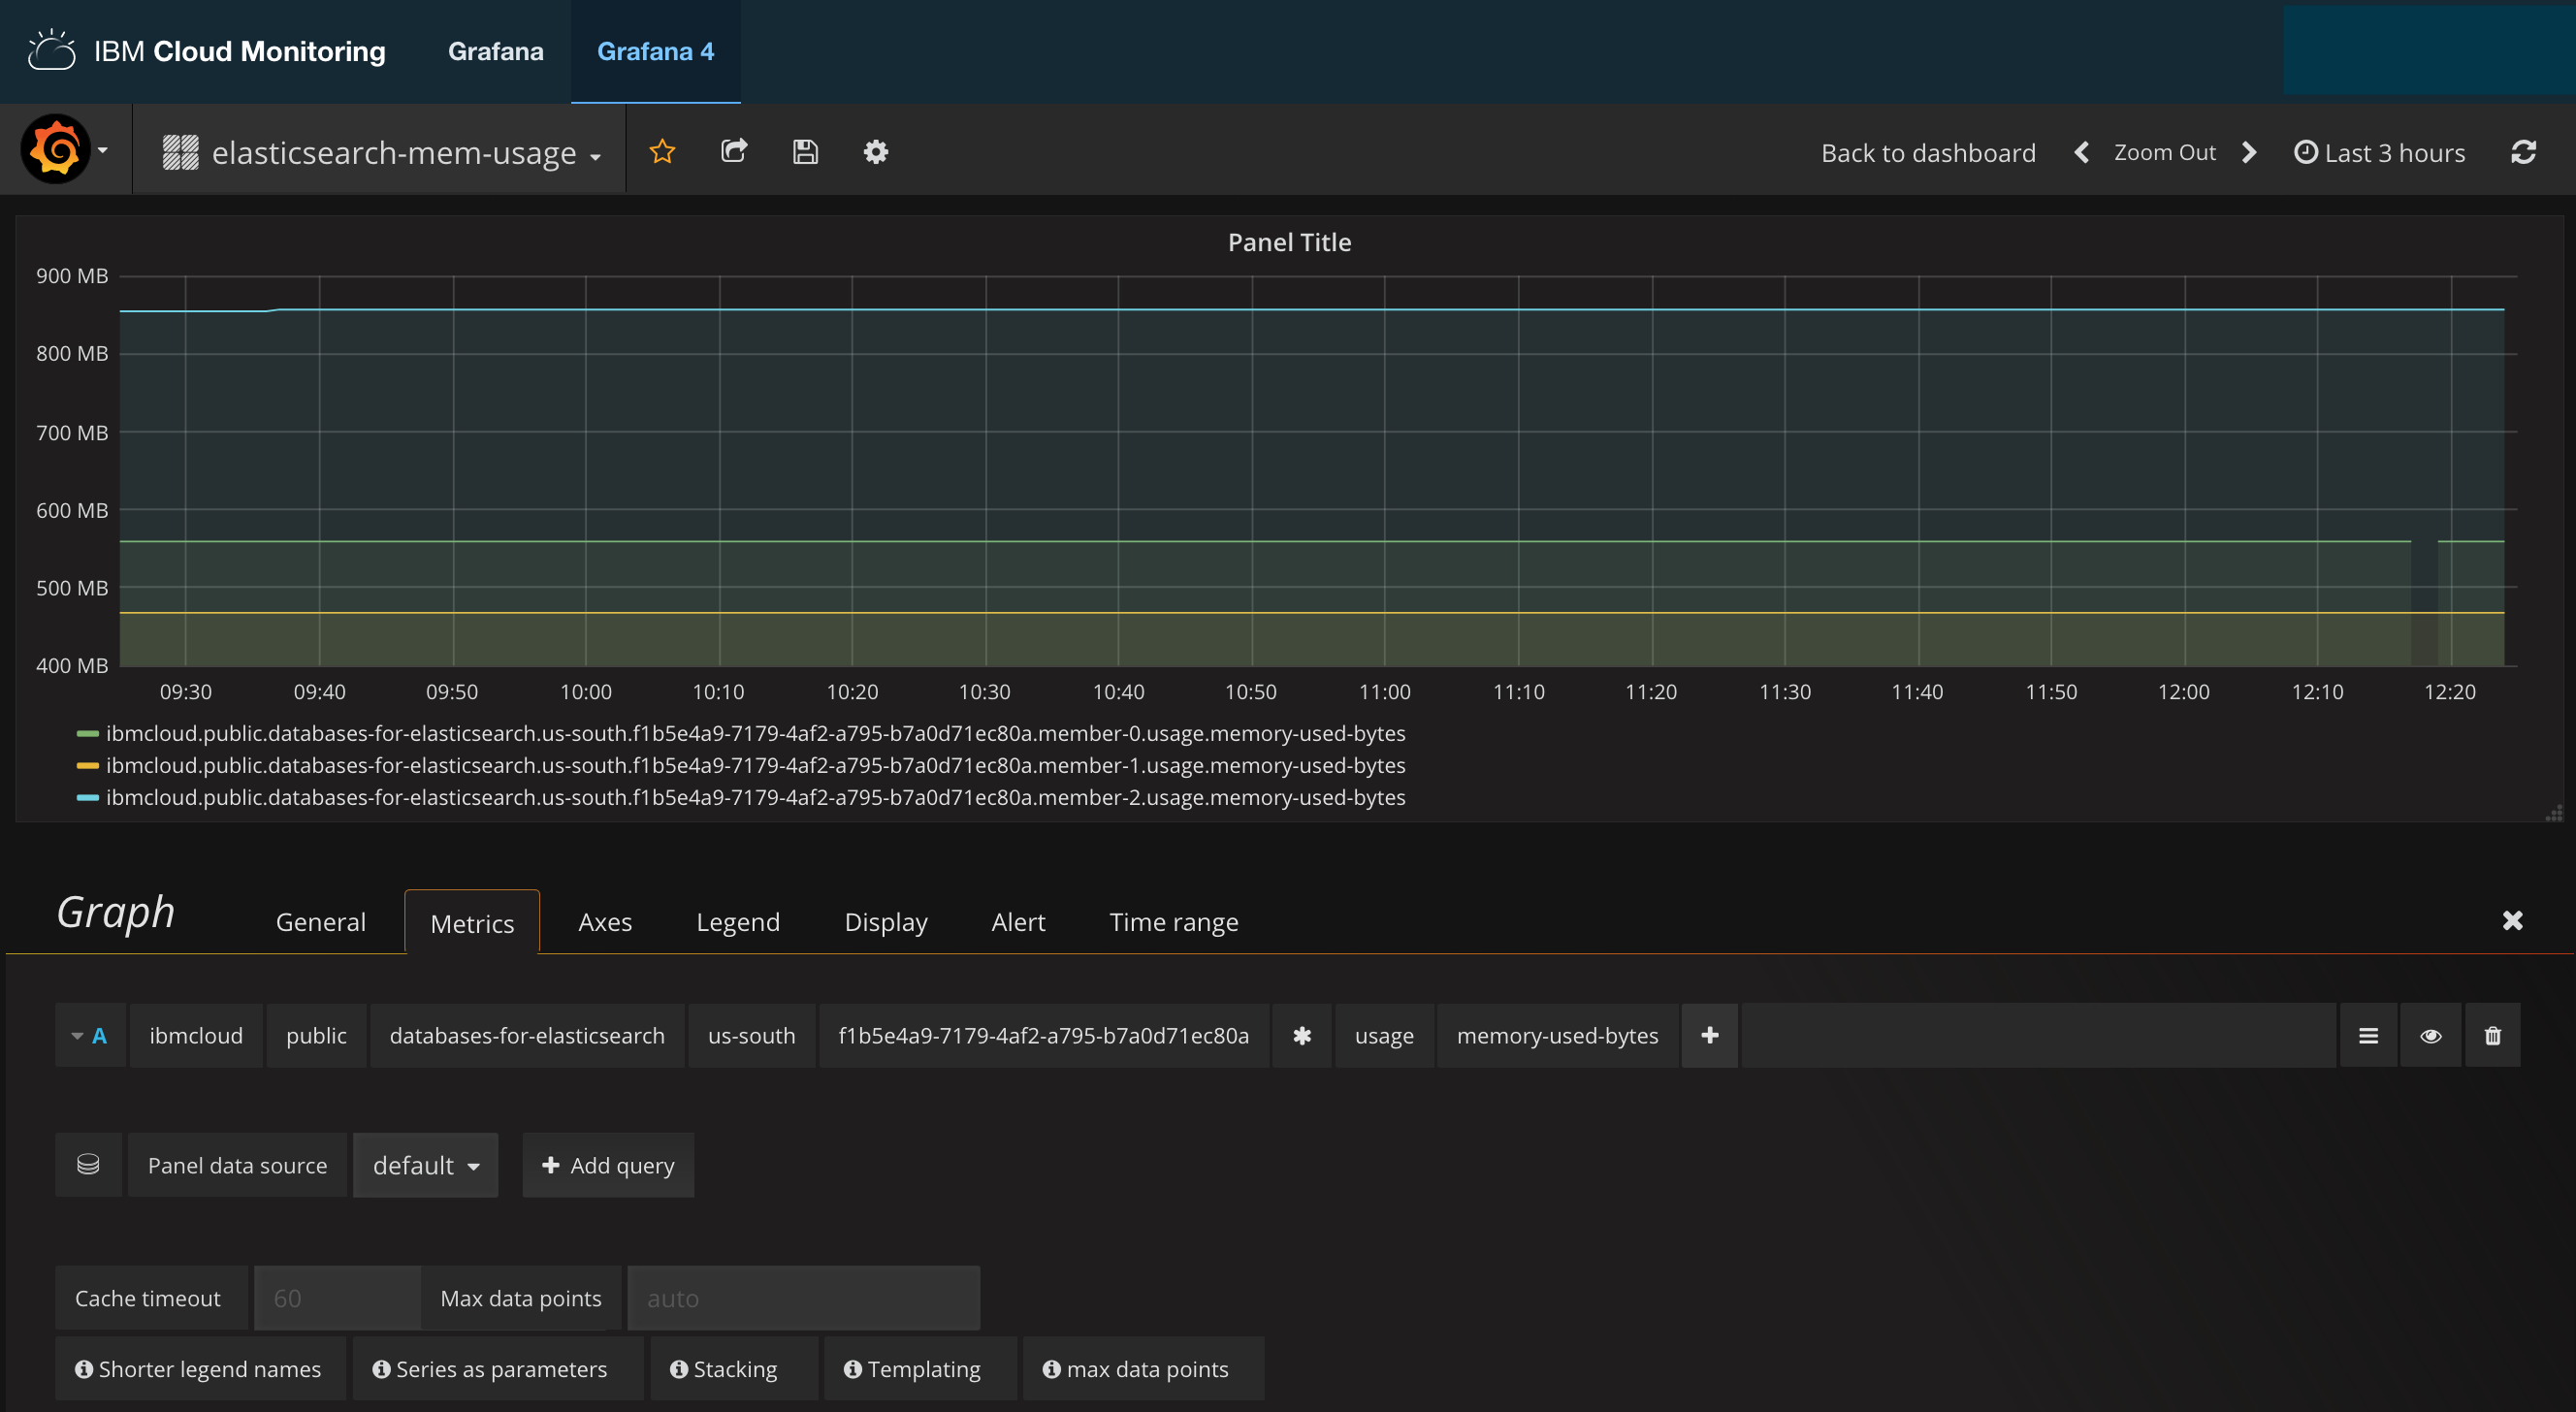 IBM Cloud Monitoring Grafana Grafana 4
elasticsearch-mem-usage Back to dashboard Zoom Out Last 3 hours
Panel Title
900 MB
800 MB
700 MB
600 MB
500 MB
400 MB
09:30 09:40 09:50 10:00 10:10 10:20 10:30 10:40 10:50 11:00 11:10 11:20 11:30 11:40 11:50 12:00 12:10 12:20
ibmcloud.public.databases-for-elasticsearch.us-south.f1b5e4a9-7179-4af2-a795-b7a0d71ec80a.member-0.usage.memory-used-bytes
ibmcloud.public.databases-for-elasticsearch.us-south.f1b5e4a9-7179-4af2-a795-b7a0d71ec80a.member-1.usage.memory-used-bytes
ibmcloud.public.databases-for-elasticsearch.us-south.f1b5e4a9-7179-4af2-a795-b7a0d71ec80a.member-2.usage.memory-used-bytes
Graph General Metrics Axes Legend Display Alert Time range
A ibmcloud public databases-for-elasticsearch us-south f1b5e4a9-7179-4af2-a795-b7a0d71ec80a * usage memory-used-bytes +
Panel data source default + Add query
Cache timeout 60 Max data points auto
Shorter legend names Series as parameters Stacking Templating max data points